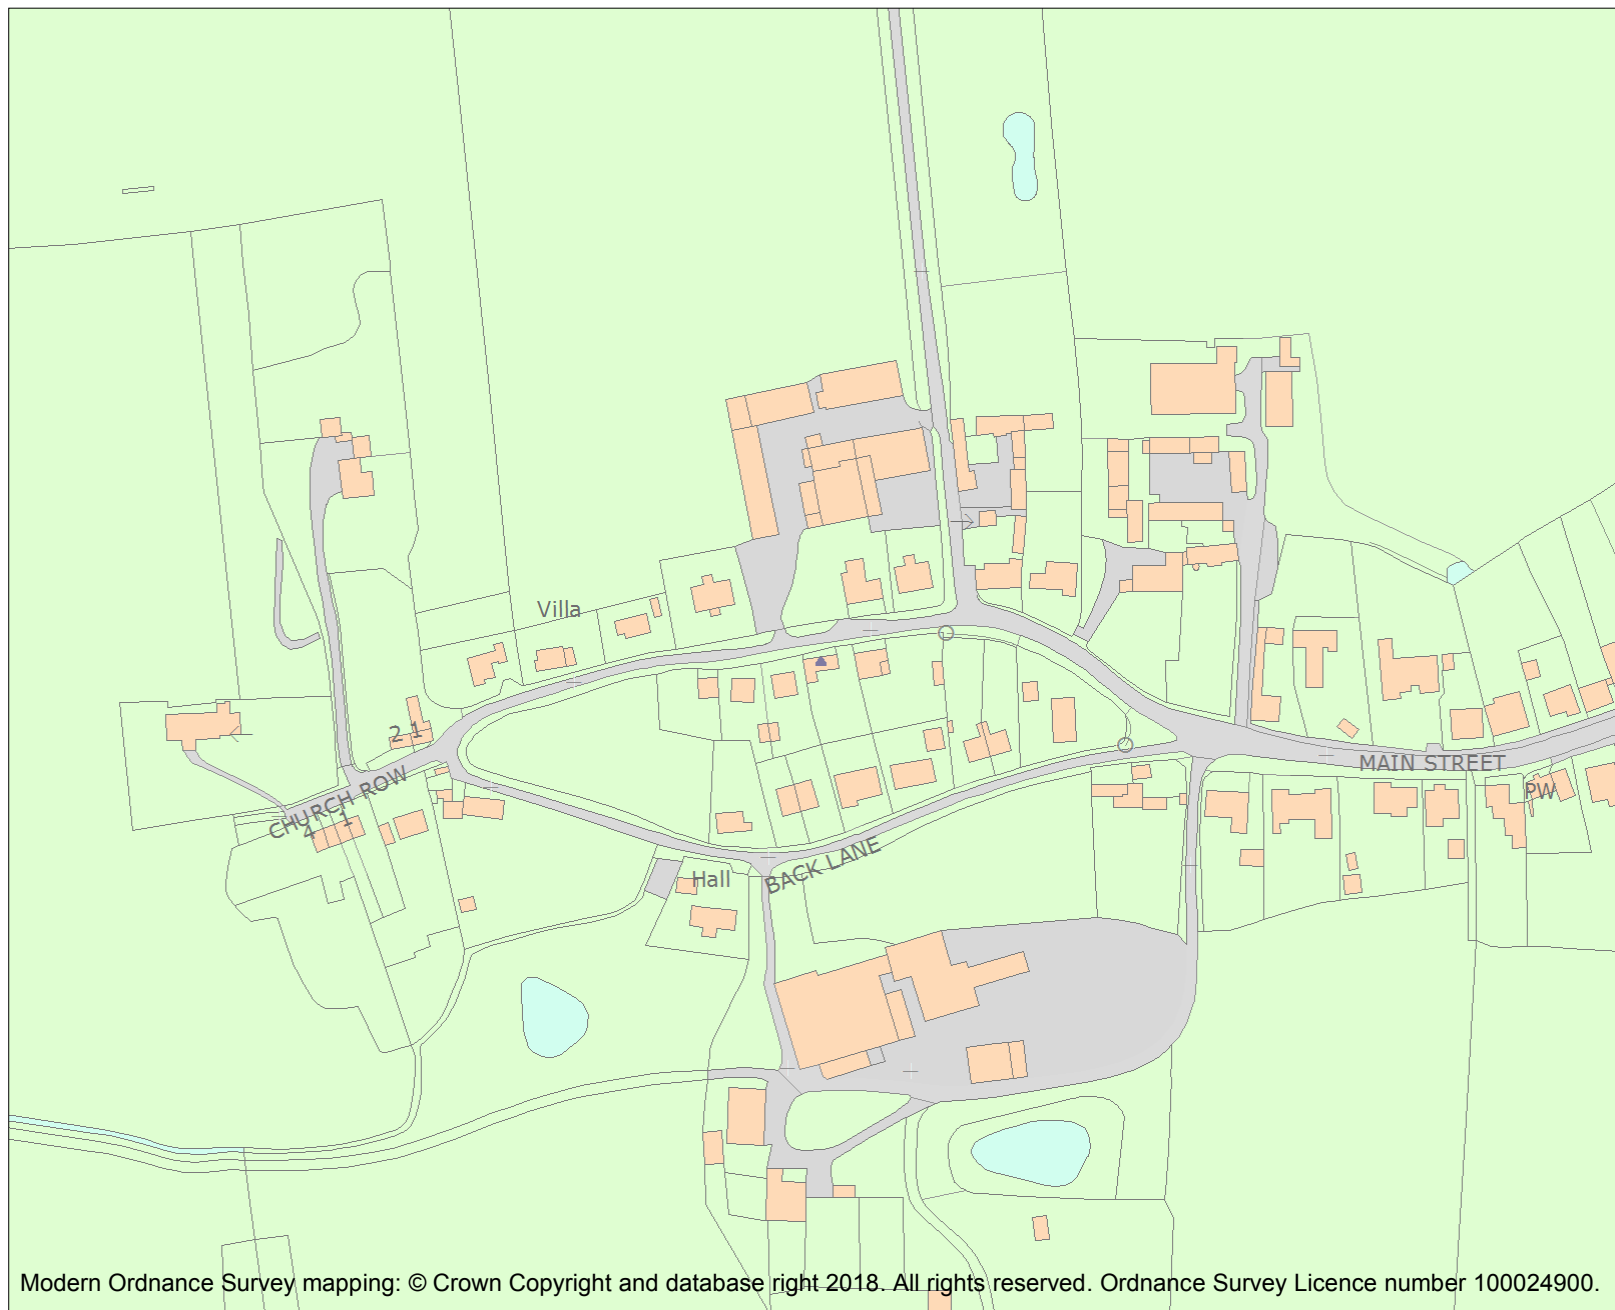 Villa
2 1
CHURCH ROW
4 1
MAIN STREET
PW
BACK LANE
Hall
Modern Ordnance Survey mapping: © Crown Copyright and database right 2018. All rights reserved. Ordnance Survey Licence number 100024900.